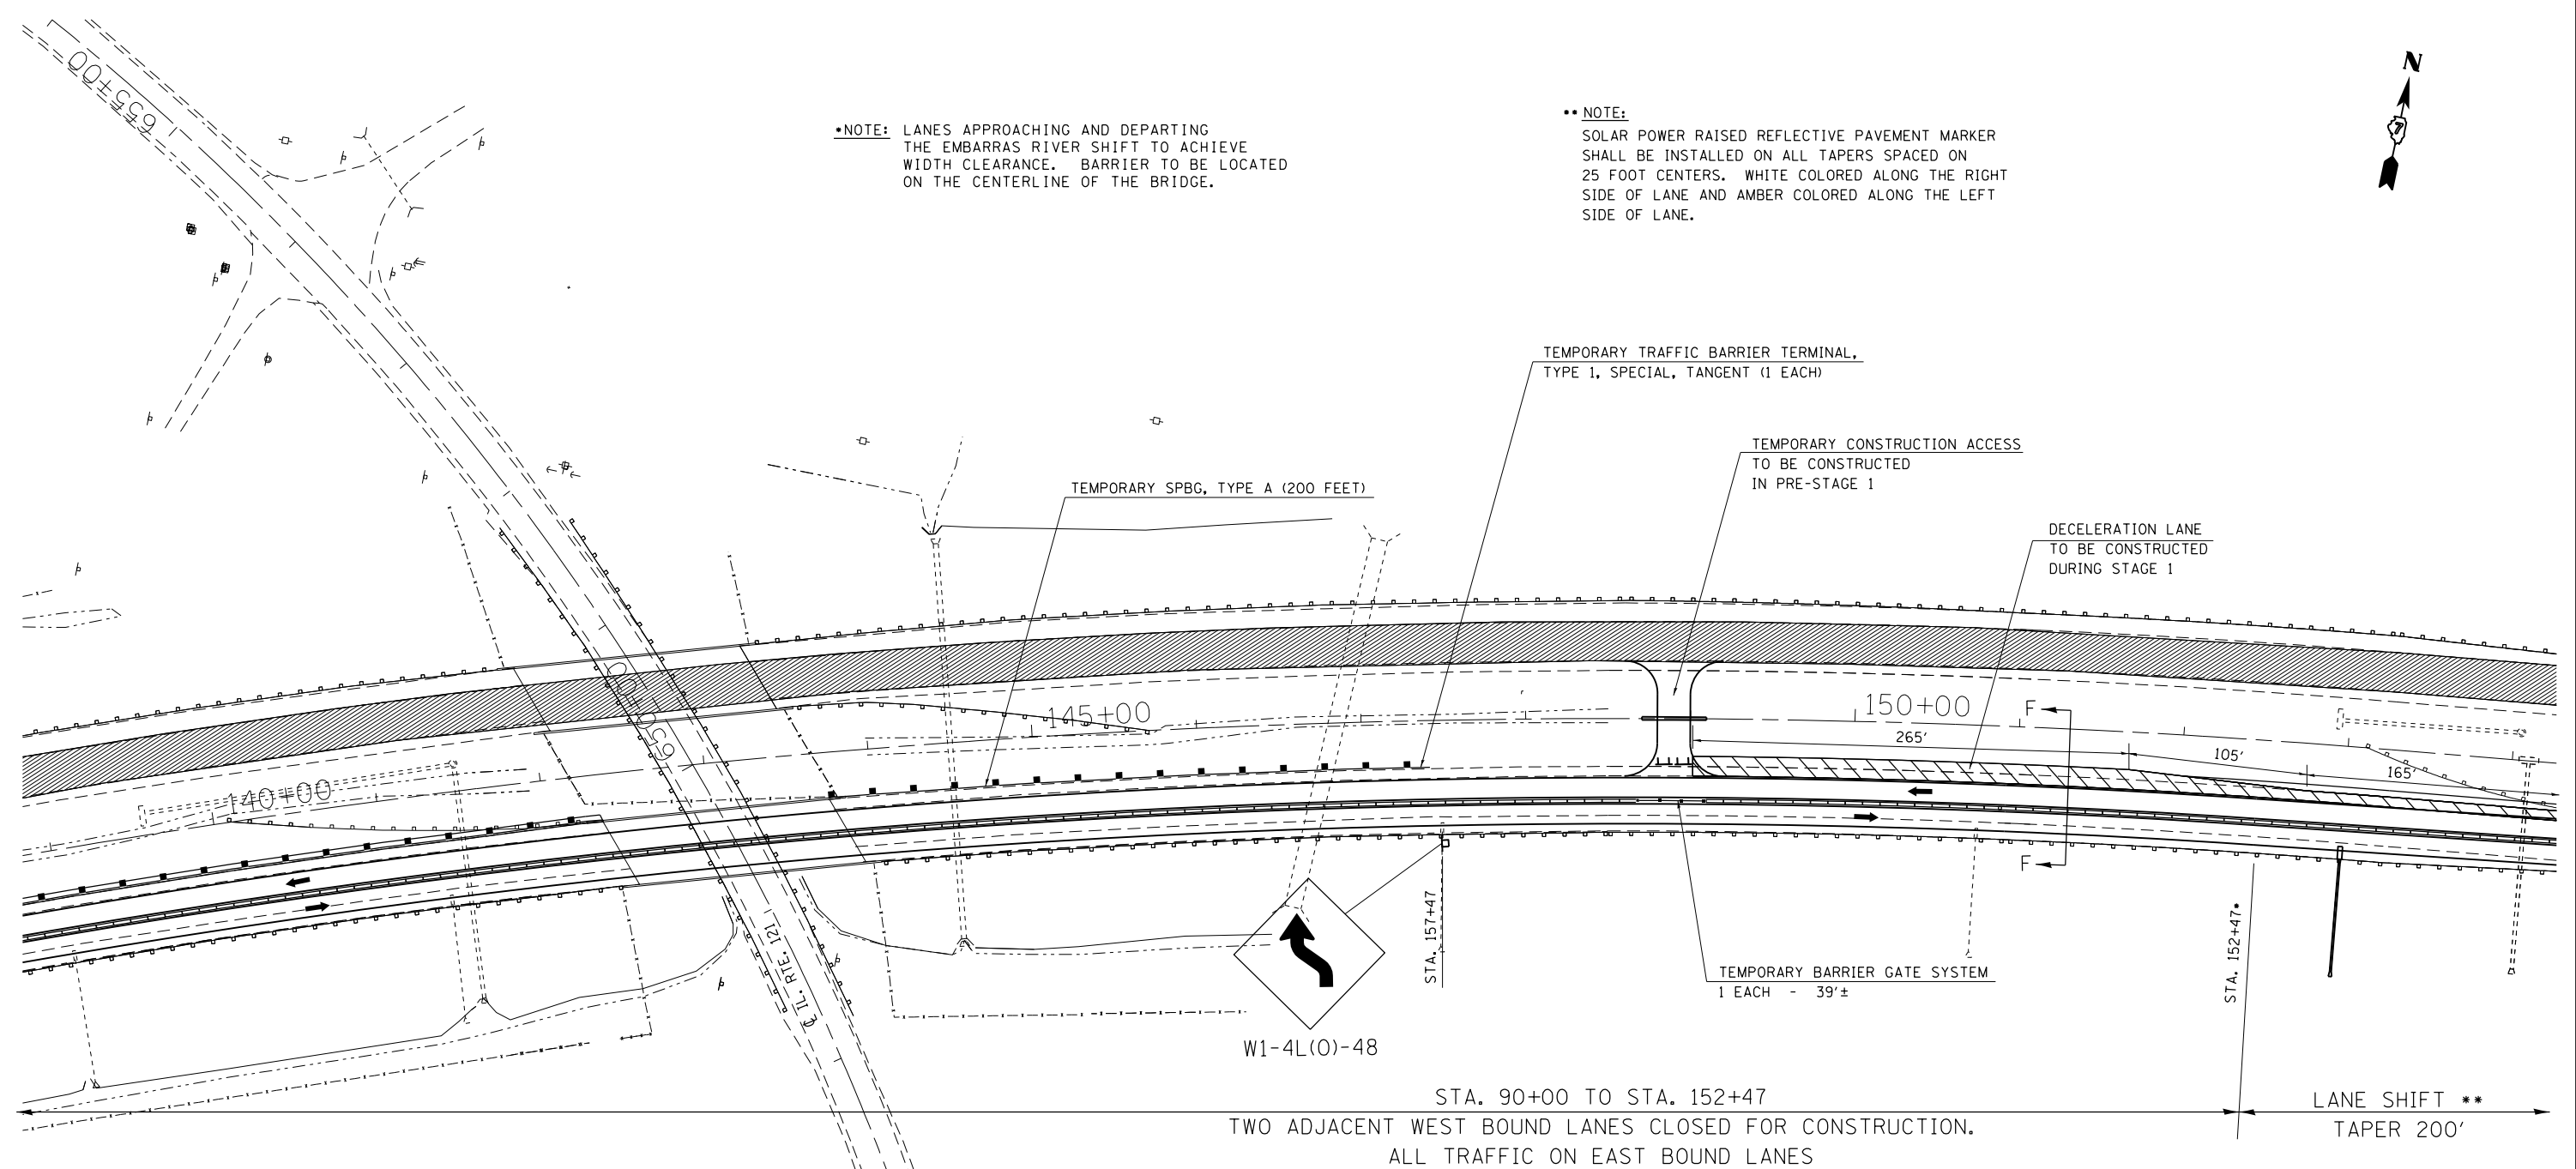 N
7
655+00
*NOTE: LANES APPROACHING AND DEPARTING
THE EMBARRAS RIVER SHIFT TO ACHIEVE
WIDTH CLEARANCE. BARRIER TO BE LOCATED
ON THE CENTERLINE OF THE BRIDGE.
** NOTE:
SOLAR POWER RAISED REFLECTIVE PAVEMENT MARKER
SHALL BE INSTALLED ON ALL TAPERS SPACED ON
25 FOOT CENTERS. WHITE COLORED ALONG THE RIGHT
SIDE OF LANE AND AMBER COLORED ALONG THE LEFT
SIDE OF LANE.
TEMPORARY TRAFFIC BARRIER TERMINAL,
TYPE 1, SPECIAL, TANGENT (1 EACH)
TEMPORARY CONSTRUCTION ACCESS
TO BE CONSTRUCTED
IN PRE-STAGE 1
TEMPORARY SPBG, TYPE A (200 FEET)
DECELERATION LANE
TO BE CONSTRUCTED
DURING STAGE 1
650+00
140+00
145+00
150+00
F
265'
105'
165'
F
STA. 157+47
STA. 152+47*
℄ IL. RTE. 121
TEMPORARY BARRIER GATE SYSTEM
1 EACH - 39'±
W1-4L(O)-48
STA. 90+00 TO STA. 152+47
TWO ADJACENT WEST BOUND LANES CLOSED FOR CONSTRUCTION.
ALL TRAFFIC ON EAST BOUND LANES
LANE SHIFT **
TAPER 200'